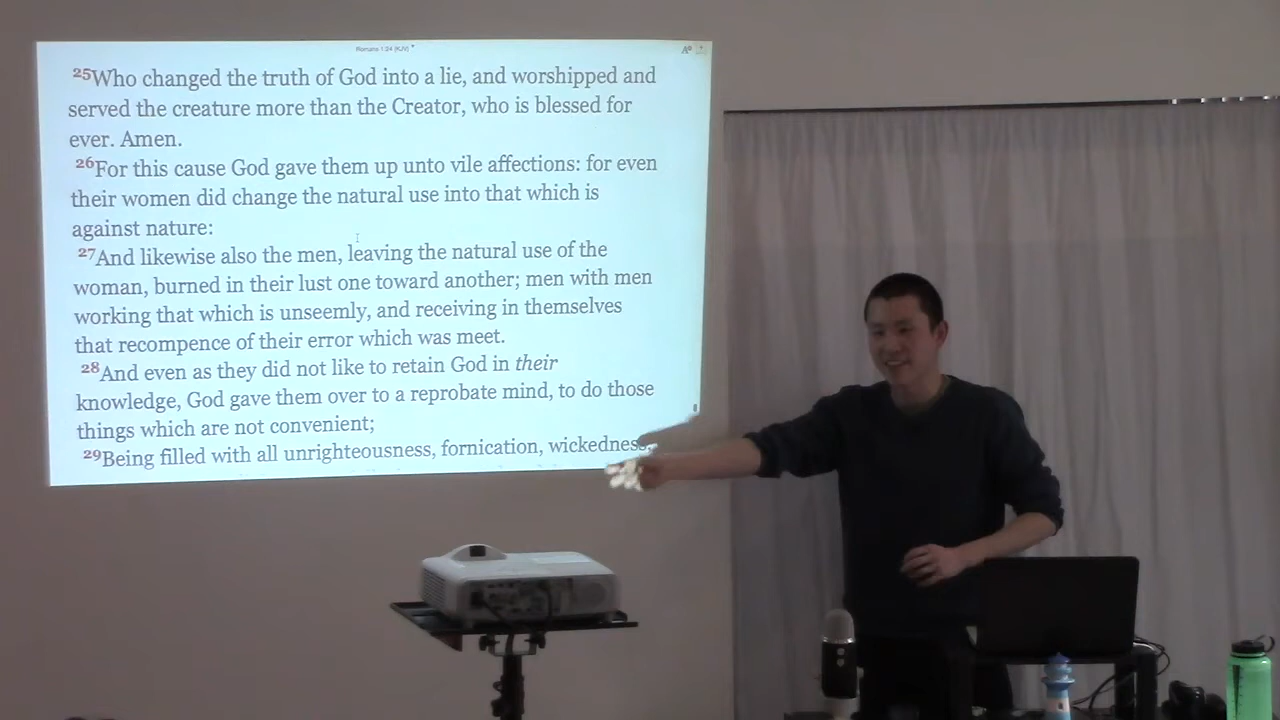 Romans 1:24 (KJV)
25Who changed the truth of God into a lie, and worshipped and
served the creature more than the Creator, who is blessed for
ever. Amen.
26For this cause God gave them up unto vile affections: for even
their women did change the natural use into that which is
against nature:
27And likewise also the men, leaving the natural use of the
woman, burned in their lust one toward another; men with men
working that which is unseemly, and receiving in themselves
that recompence of their error which was meet.
28And even as they did not like to retain God in their
knowledge, God gave them over to a reprobate mind, to do those
things which are not convenient;
29Being filled with all unrighteousness, fornication, wickedness,